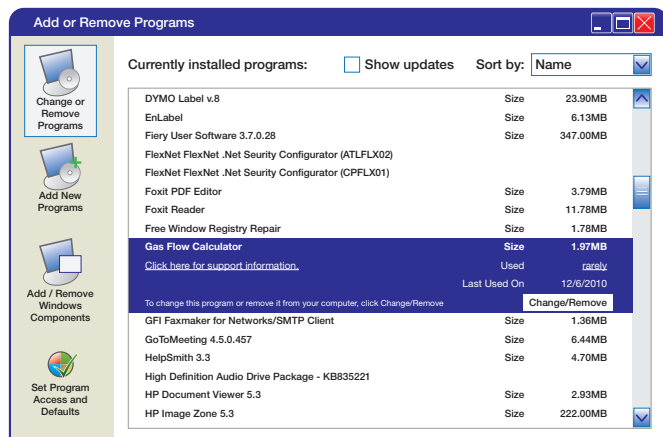 Add or Remove Programs
Change or
Remove
Programs
Add New
Programs
Add / Remove
Windows
Components
Set Program
Access and
Defaults
Currently installed programs: Show updates Sort by: Name
DYMO Label v.8 Size 23.90MB
EnLabel Size 6.13MB
Fiery User Software 3.7.0.28 Size 347.00MB
FlexNet FlexNet .Net Seurity Configurator (ATLFLX02)
FlexNet FlexNet .Net Seurity Configurator (CPFLX01)
Foxit PDF Editor Size 3.79MB
Foxit Reader Size 11.78MB
Free Window Registry Repair Size 1.78MB
Gas Flow Calculator Size 1.97MB
Click here for support information. Used rarely
Last Used On 12/6/2010
To change this program or remove it from your computer, click Change/Remove Change/Remove
GFI Faxmaker for Networks/SMTP Client Size 1.36MB
GoToMeeting 4.5.0.457 Size 6.44MB
HelpSmith 3.3 Size 4.70MB
High Definition Audio Drive Package - KB835221
HP Document Viewer 5.3 Size 2.93MB
HP Image Zone 5.3 Size 222.00MB